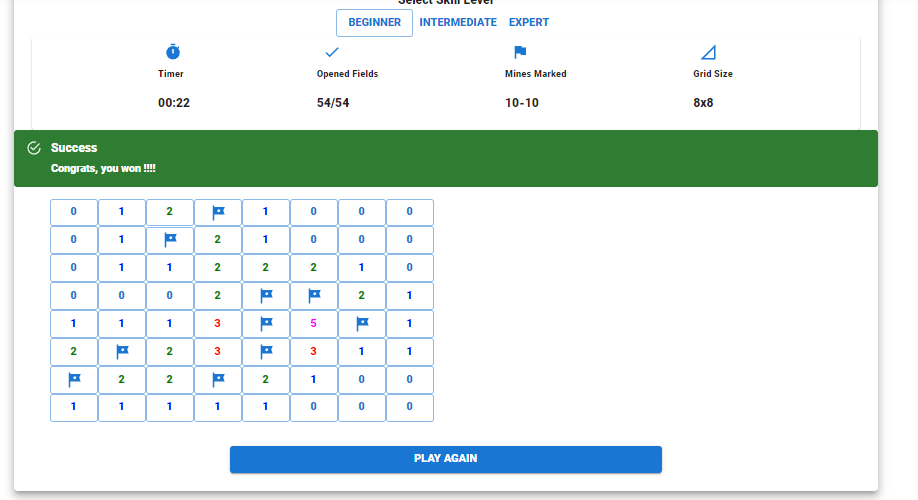 Select Skill Level
BEGINNER INTERMEDIATE EXPERT
Timer Opened Fields Mines Marked Grid Size
00:22 54/54 10-10 8x8
Success
Congrats, you won !!!!
0 1 2 1 0 0 0
0 1 2 1 0 0 0
0 1 1 2 2 2 1 0
0 0 0 2 2 1
1 1 1 3 5 1
2 2 3 3 1 1
2 2 2 1 0 0
1 1 1 1 1 0 0 0
PLAY AGAIN